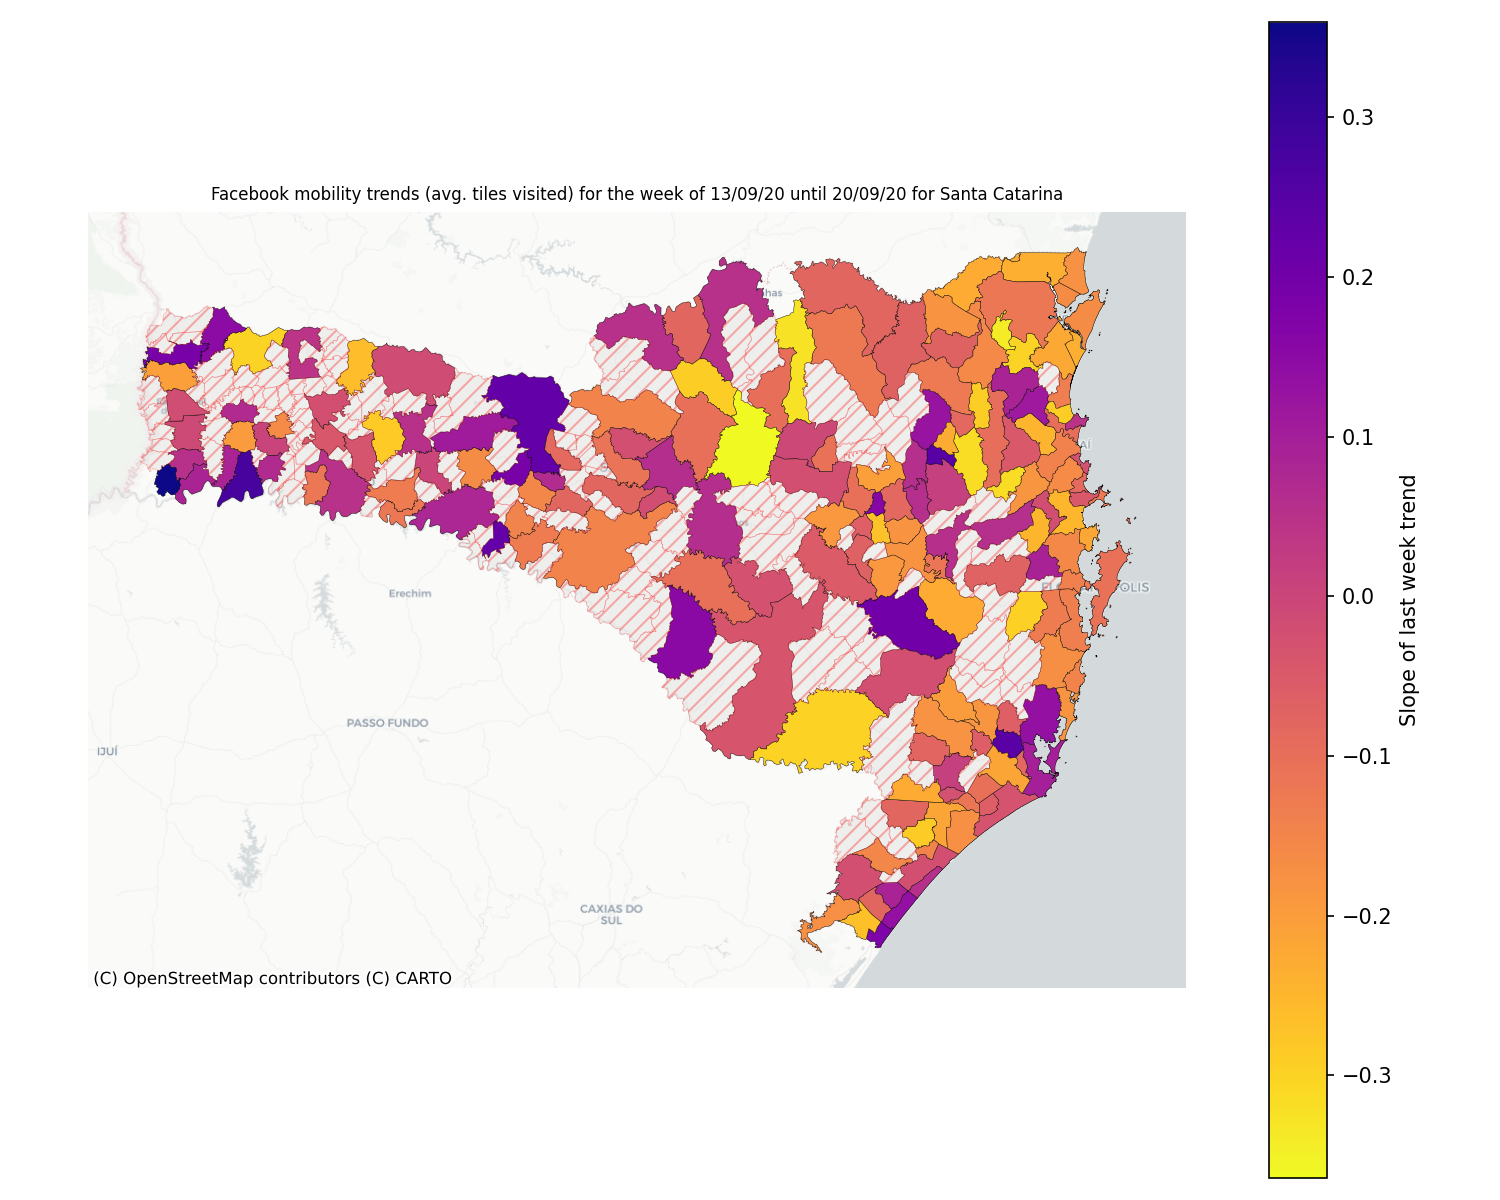 Facebook mobility trends (avg. tiles visited) for the week of 13/09/20 until 20/09/20 for Santa Catarina
0.3
0.2
0.1
0.0
−0.1
−0.2
−0.3
Slope of last week trend
Erechim
PASSO FUNDO
IJUÍ
CAXIAS DO
SUL
(C) OpenStreetMap contributors (C) CARTO